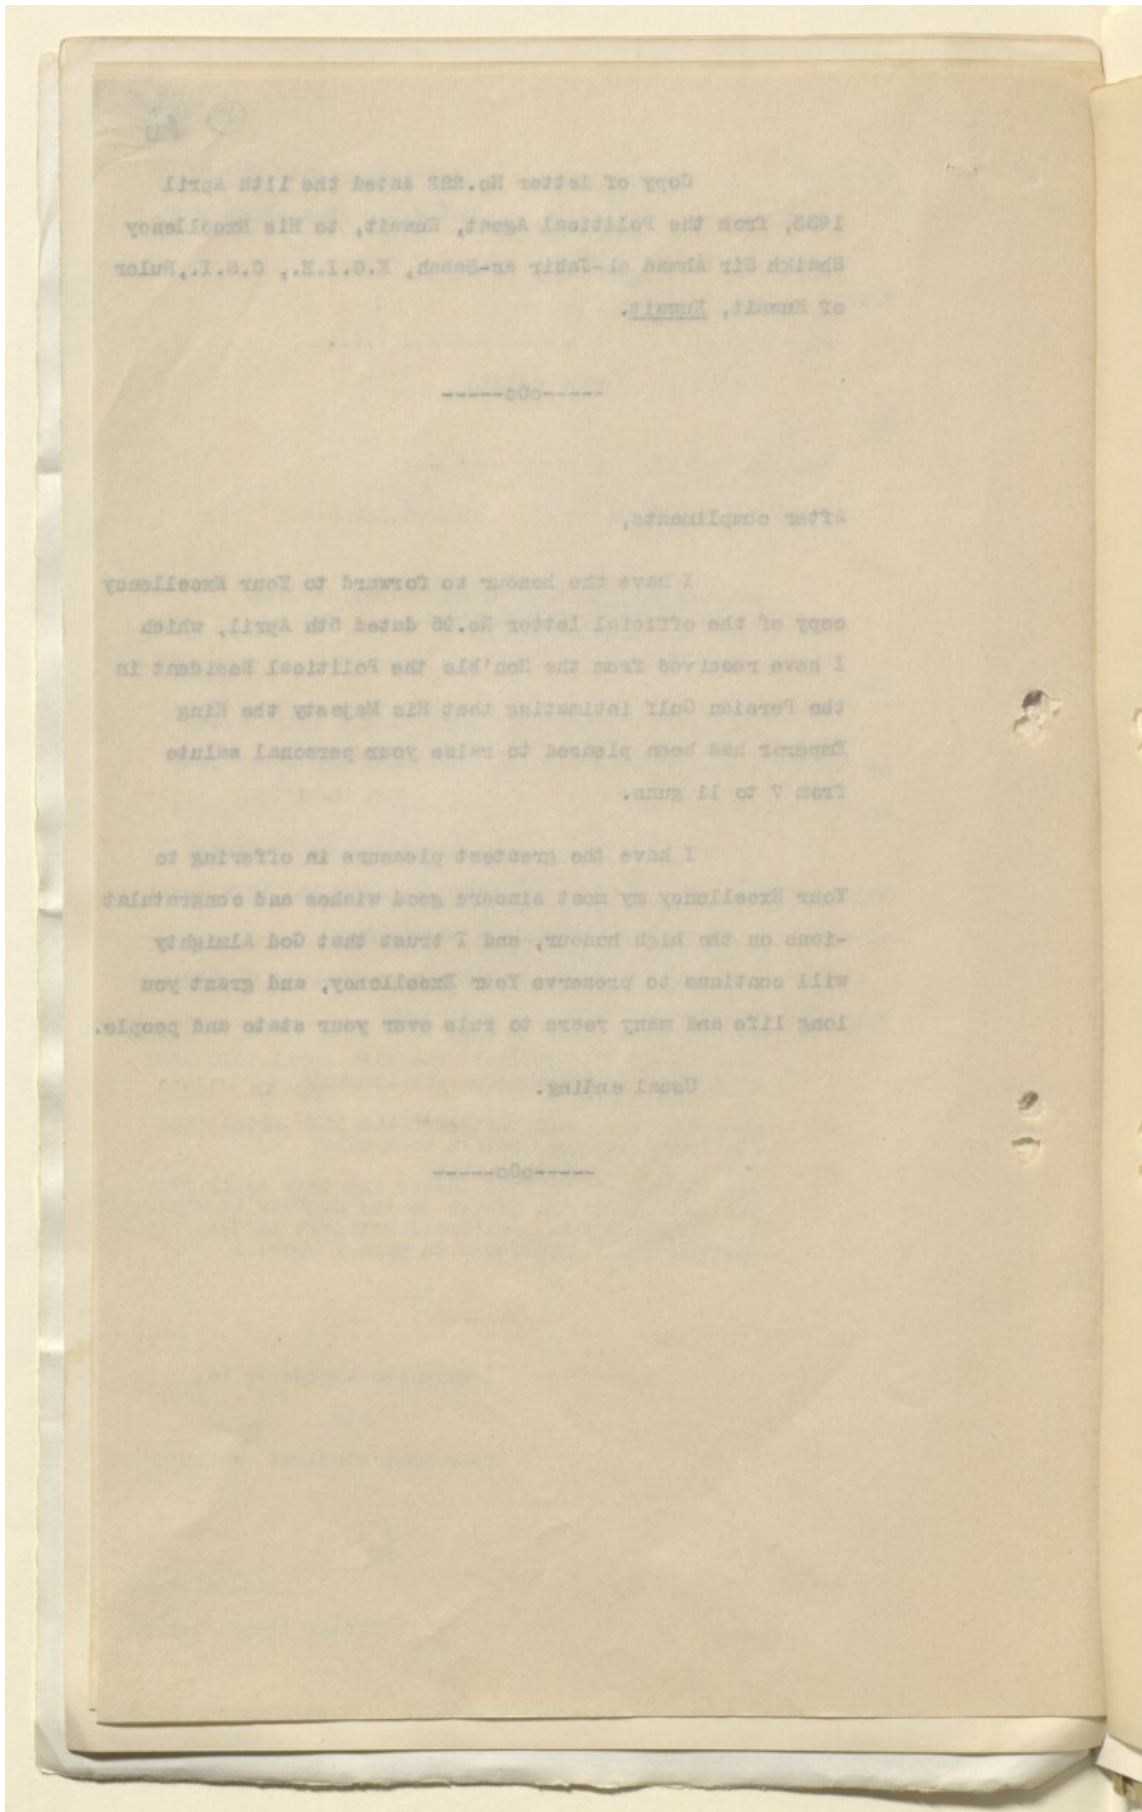 Copy of letter No.222 dated the 11th April
1938, from the Political Agent, Kuwait, to His Excellency
Shaikh Sir Ahmad al-Jabir as-Sabah, K.C.I.E., C.S.I., Ruler
of Kuwait, Kuwait.
-----oOo-----
After compliments,
I have the honour to forward to Your Excellency
copy of the official letter No.96 dated 5th April, which
I have received from the Hon'ble the Political Resident in
the Persian Gulf intimating that His Majesty the King
Emperor had been pleased to raise your personal salute
from 7 to 11 guns.
I have the greatest pleasure in offering to
Your Excellency my most sincere good wishes and congratulat
-ions on the high honour, and I trust that God Almighty
will continue to preserve Your Excellency, and grant you
long life and many years to rule over your state and people.
Usual ending.
-----oOo-----